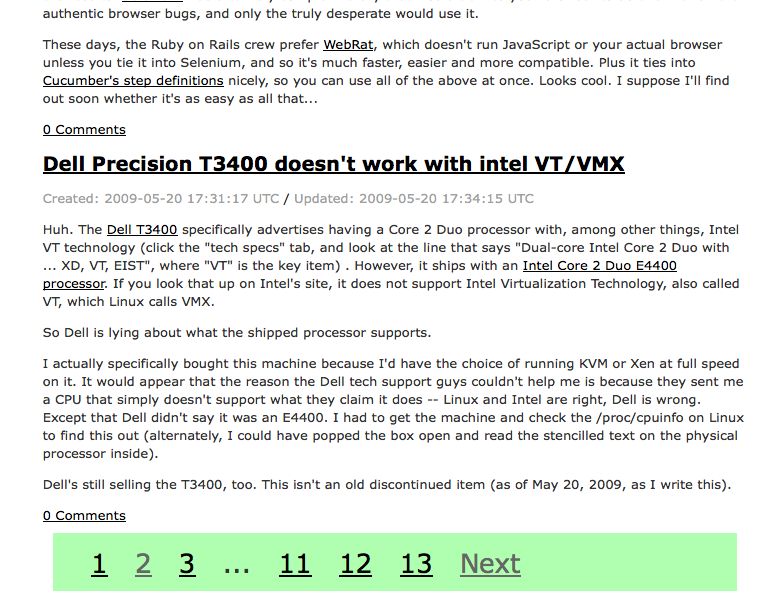 authentic browser bugs, and only the truly desperate would use it.
These days, the Ruby on Rails crew prefer WebRat, which doesn't run JavaScript or your actual browser
unless you tie it into Selenium, and so it's much faster, easier and more compatible. Plus it ties into
Cucumber's step definitions nicely, so you can use all of the above at once. Looks cool. I suppose I'll find
out soon whether it's as easy as all that...
0 Comments
Dell Precision T3400 doesn't work with intel VT/VMX
Created: 2009-05-20 17:31:17 UTC / Updated: 2009-05-20 17:34:15 UTC
Huh. The Dell T3400 specifically advertises having a Core 2 Duo processor with, among other things, Intel
VT technology (click the "tech specs" tab, and look at the line that says "Dual-core Intel Core 2 Duo with
... XD, VT, EIST", where "VT" is the key item) . However, it ships with an Intel Core 2 Duo E4400
processor. If you look that up on Intel's site, it does not support Intel Virtualization Technology, also called
VT, which Linux calls VMX.
So Dell is lying about what the shipped processor supports.
I actually specifically bought this machine because I'd have the choice of running KVM or Xen at full speed
on it. It would appear that the reason the Dell tech support guys couldn't help me is because they sent me
a CPU that simply doesn't support what they claim it does -- Linux and Intel are right, Dell is wrong.
Except that Dell didn't say it was an E4400. I had to get the machine and check the /proc/cpuinfo on Linux
to find this out (alternately, I could have popped the box open and read the stencilled text on the physical
processor inside).
Dell's still selling the T3400, too. This isn't an old discontinued item (as of May 20, 2009, as I write this).
0 Comments
1 2 3 ... 11 12 13 Next